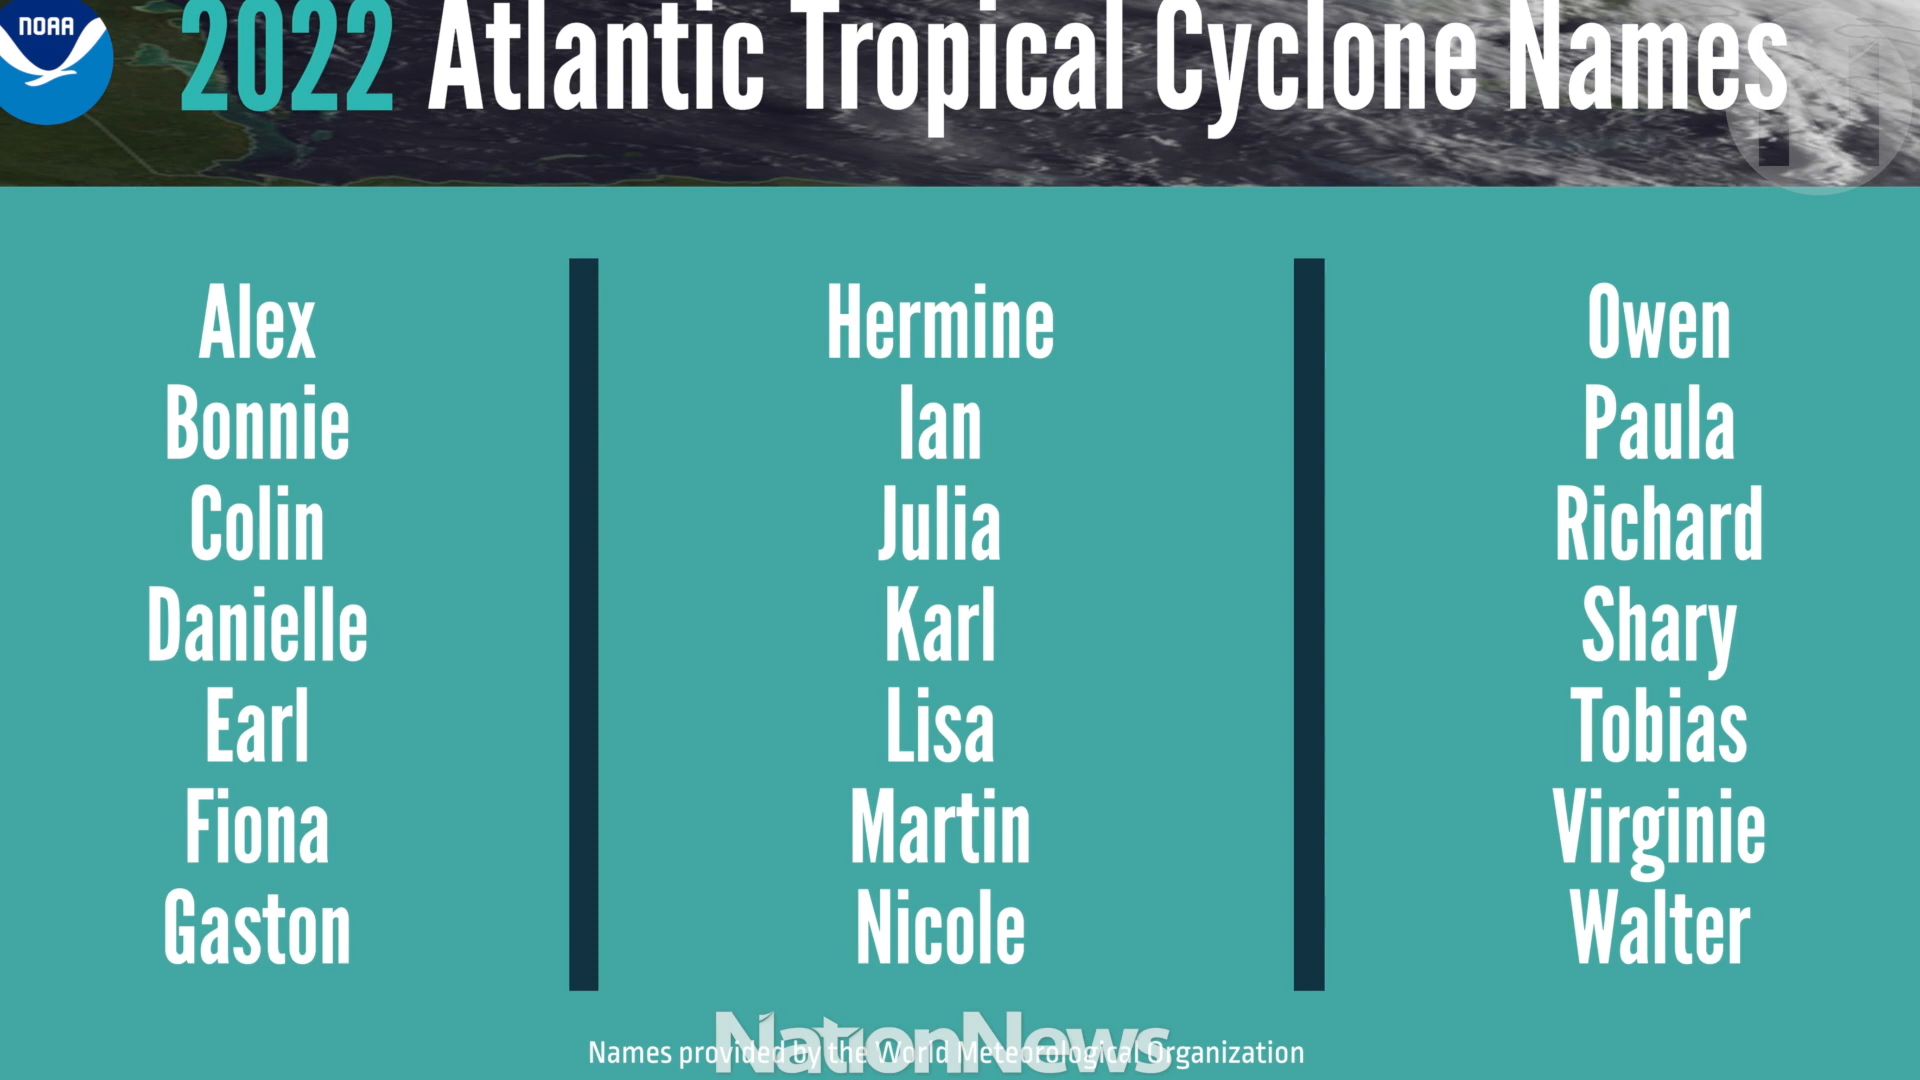 NOAA
2022 Atlantic Tropical Cyclone Names
Alex
Bonnie
Colin
Danielle
Earl
Fiona
Gaston
Hermine
Ian
Julia
Karl
Lisa
Martin
Nicole
Owen
Paula
Richard
Shary
Tobias
Virginie
Walter
NationNews
Names provided by the World Meteorological Organization